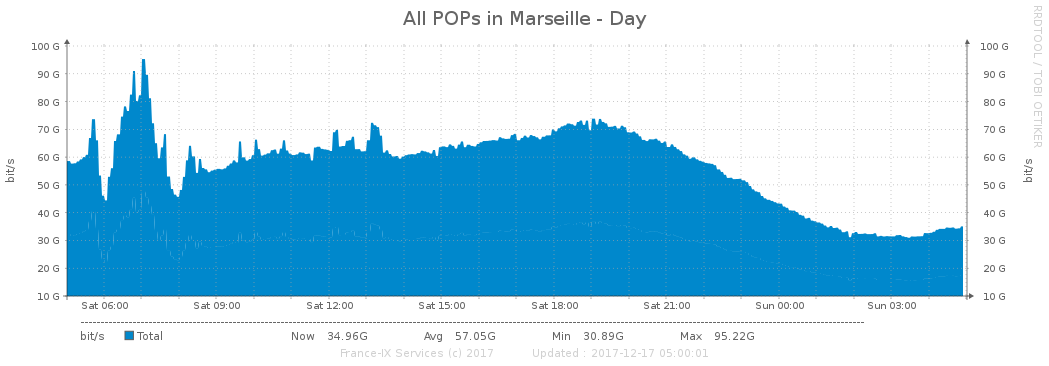 All POPs in Marseille - Day
RRDTOOL / TOBI OETIKER
bit/s
100 G
90 G
80 G
70 G
60 G
50 G
40 G
30 G
20 G
10 G
100 G
90 G
80 G
70 G
60 G
50 G
40 G
30 G
20 G
10 G
bit/s
Sat 06:00 Sat 09:00 Sat 12:00 Sat 15:00 Sat 18:00 Sat 21:00 Sun 00:00 Sun 03:00
bit/s Total Now 34.96G Avg 57.05G Min 30.89G Max 95.22G
France-IX Services (c) 2017 Updated : 2017-12-17 05:00:01